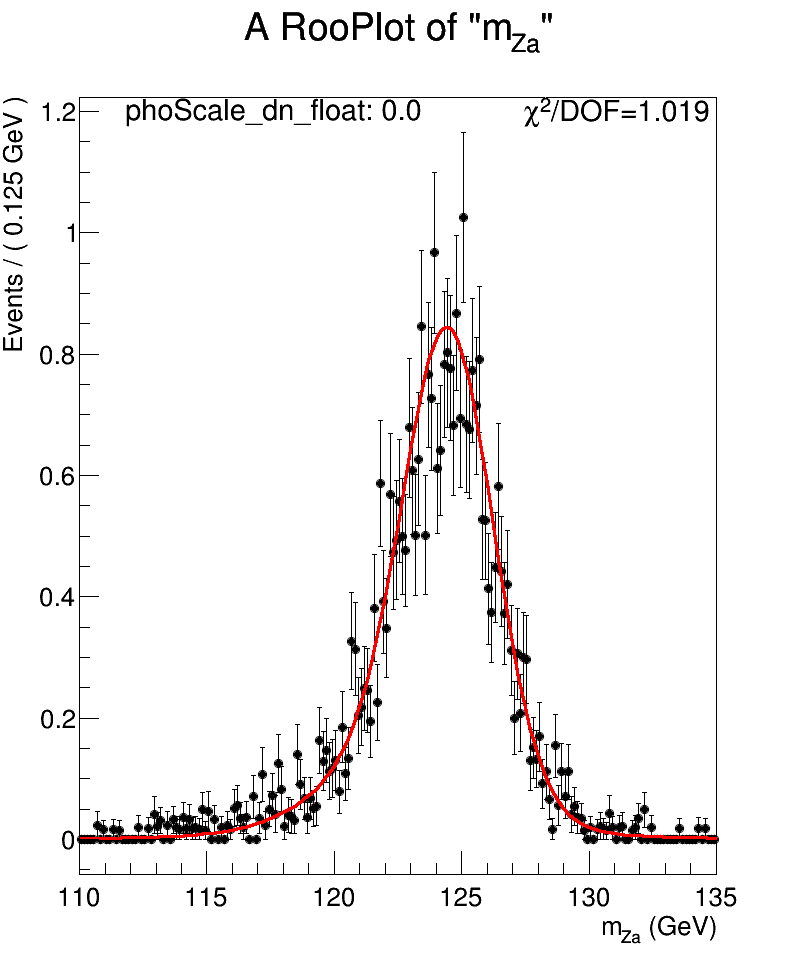 A RooPlot of "m_Za"
phoScale_dn_float: 0.0
χ²/DOF=1.019
Events / ( 0.125 GeV )
1.2
1
0.8
0.6
0.4
0.2
0
110 115 120 125 130 135
m_Za (GeV)